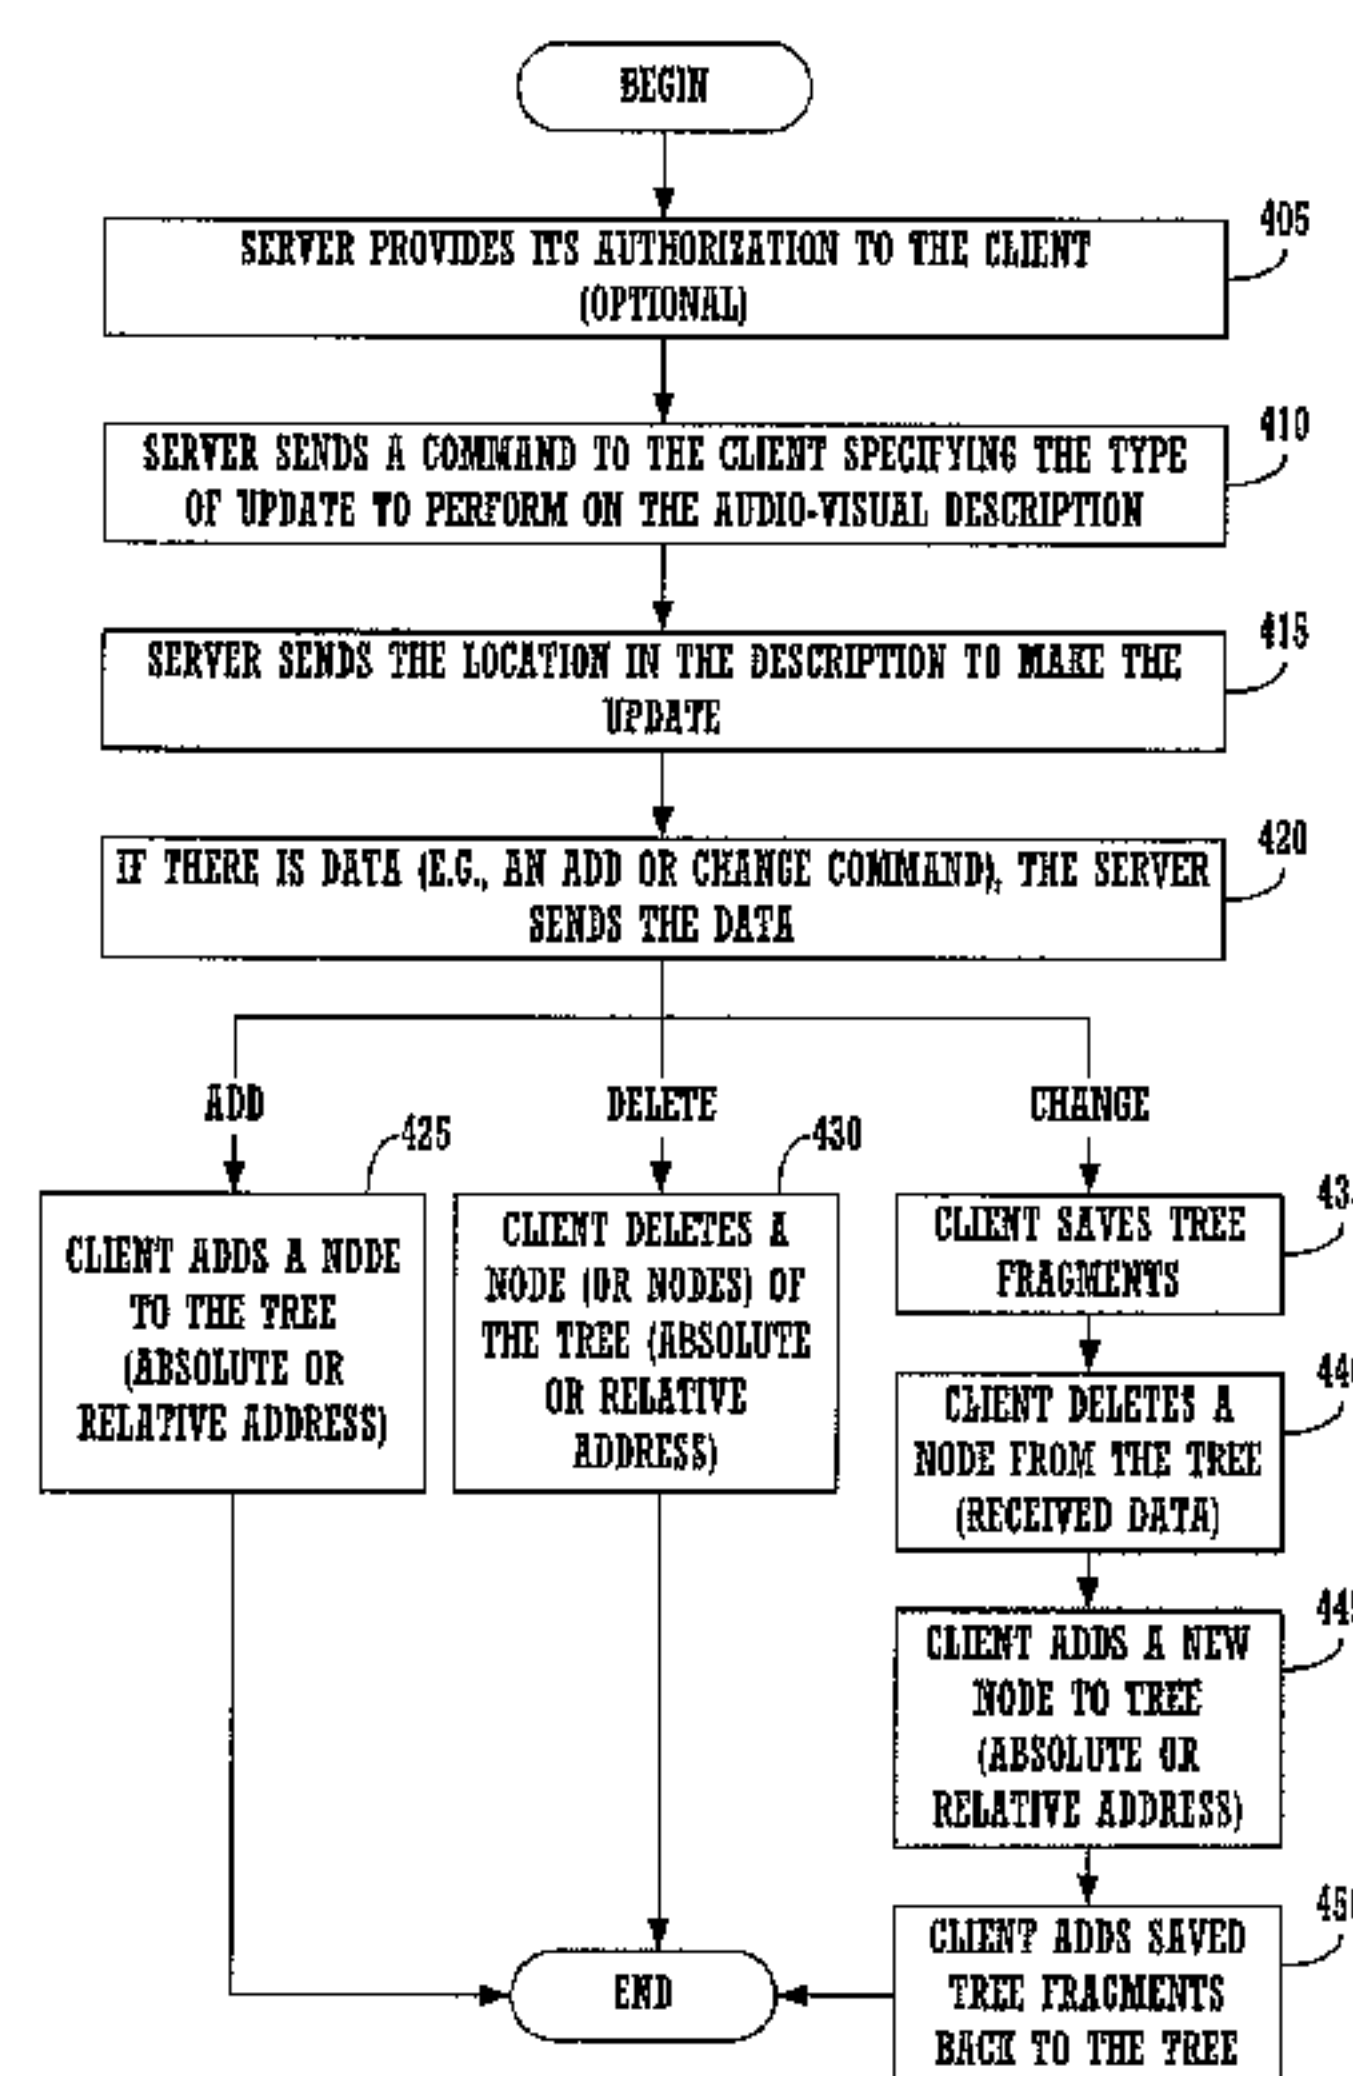 BEGIN
405
SERVER PROVIDES ITS AUTHORIZATION TO THE CLIENT
(OPTIONAL)
410
SERVER SENDS A COMMAND TO THE CLIENT SPECIFYING THE TYPE
OF UPDATE TO PERFORM ON THE AUDIO-VISUAL DESCRIPTION
415
SERVER SENDS THE LOCATION IN THE DESCRIPTION TO MAKE THE
UPDATE
420
IF THERE IS DATA (E.G., AN ADD OR CHANGE COMMAND), THE SERVER
SENDS THE DATA
ADD
425
CLIENT ADDS A NODE
TO THE TREE
(ABSOLUTE OR
RELATIVE ADDRESS)
DELETE
430
CLIENT DELETES A
NODE (OR NODES) OF
THE TREE (ABSOLUTE
OR RELATIVE
ADDRESS)
CHANGE
CLIENT SAVES TREE
FRAGMENTS
CLIENT DELETES A
NODE FROM THE TREE
(RECEIVED DATA)
CLIENT ADDS A NEW
NODE TO TREE
(ABSOLUTE OR
RELATIVE ADDRESS)
CLIENT ADDS SAVED
TREE FRAGMENTS
BACK TO THE TREE
END